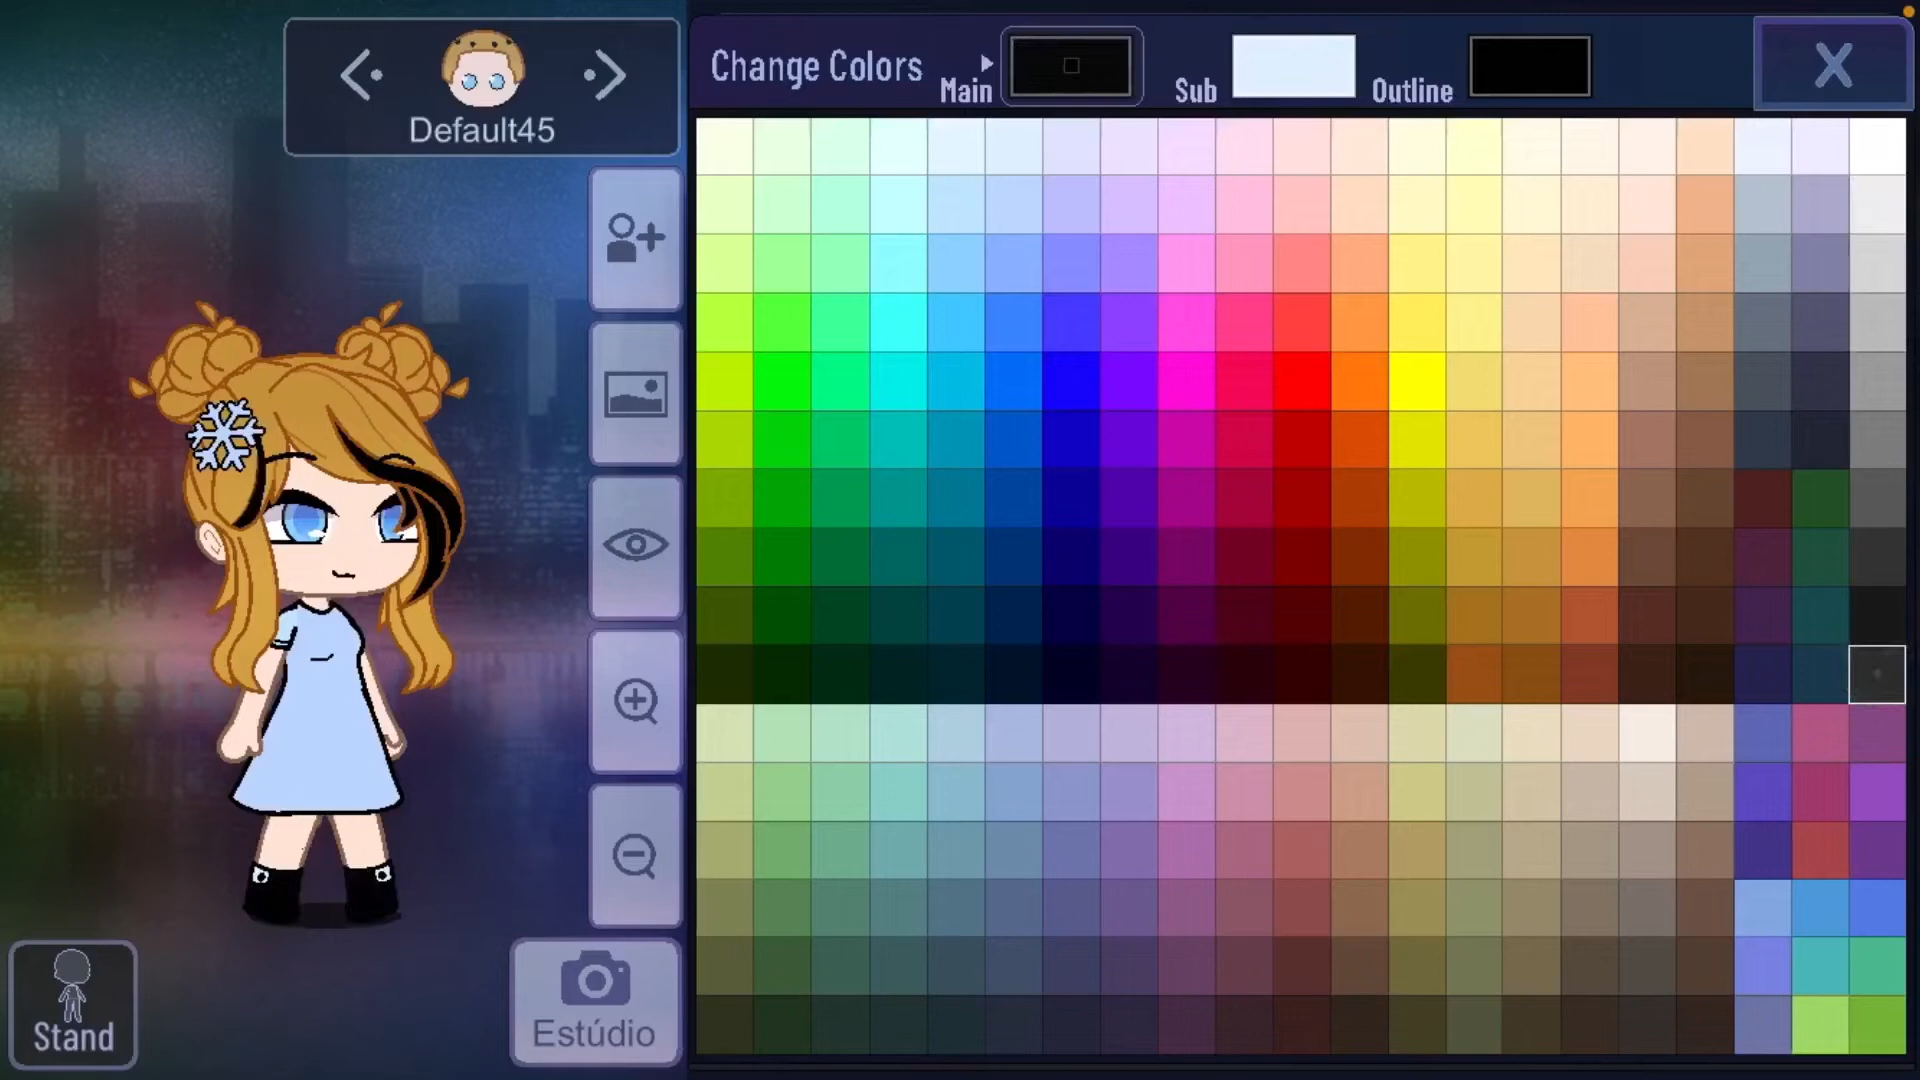 Default45
Change Colors
Main
Sub
Outline
X
Stand
Estúdio